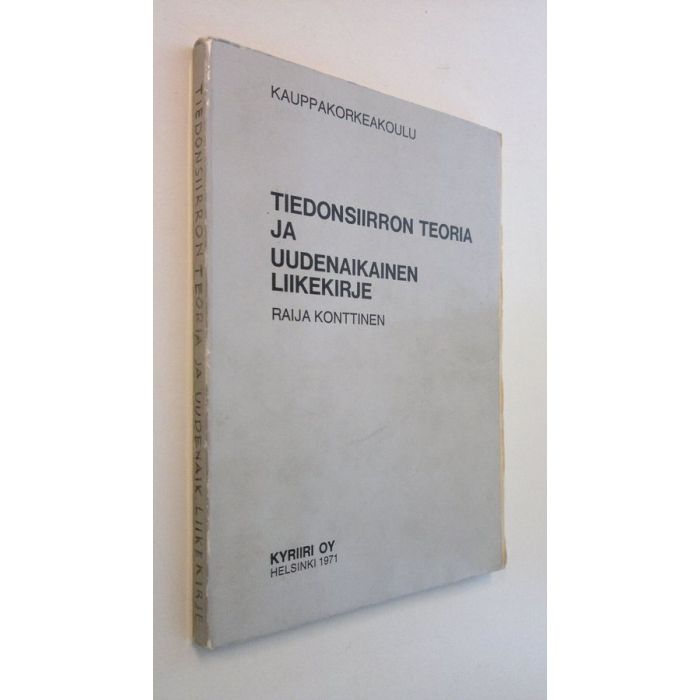 KAUPPAKORKEAKOULU
TIEDONSIIRRON TEORIA
JA
UUDENAIKAINEN
LIIKEKIRJE
RAIJA KONTTINEN
KYRIIRI OY
HELSINKI 1971
TIEDONSIIRRON TEORIA JA UUDENAIK LIIKEKIRJE